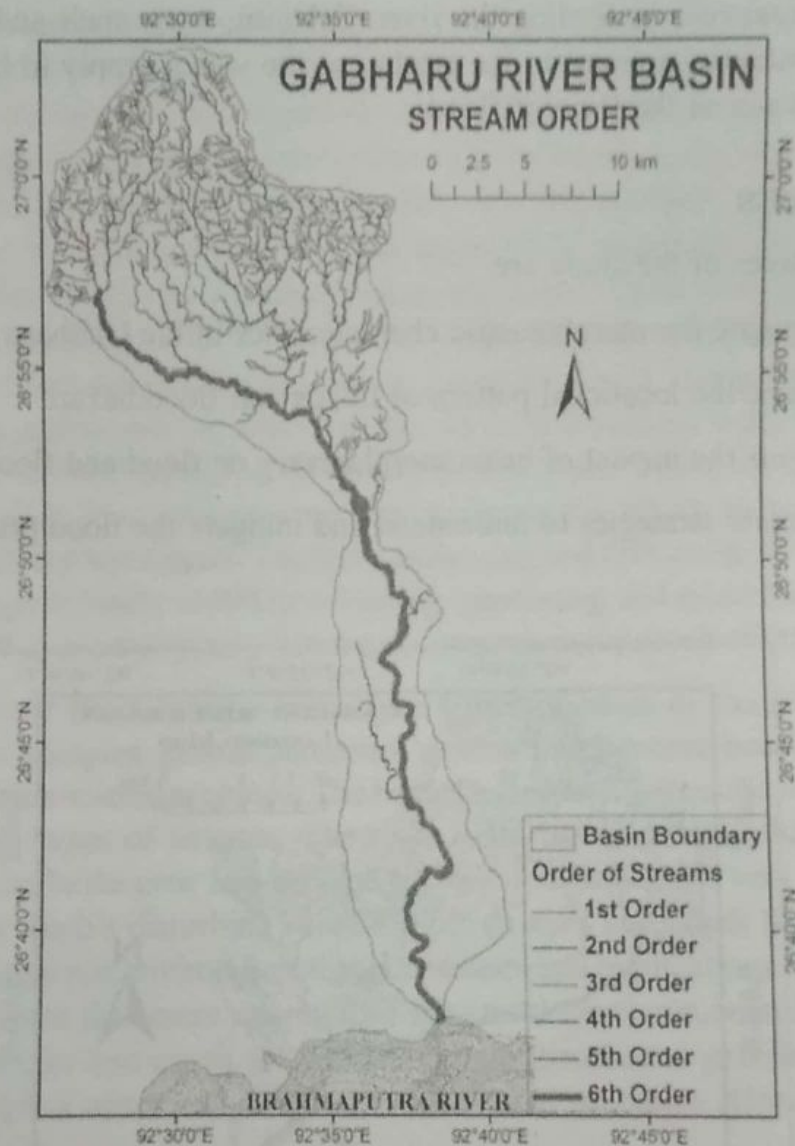 92°30'0"E 92°35'0"E 92°40'0"E 92°45'0"E
GABHARU RIVER BASIN
STREAM ORDER
0 2.5 5 10 km
27°0'0"N 27°0'0"N
N
26°55'0"N 26°55'0"N
26°50'0"N 26°50'0"N
26°45'0"N 26°45'0"N
26°40'0"N 26°40'0"N
Basin Boundary
Order of Streams
1st Order
2nd Order
3rd Order
4th Order
5th Order
6th Order
BRAHMAPUTRA RIVER
92°30'0"E 92°35'0"E 92°40'0"E 92°45'0"E